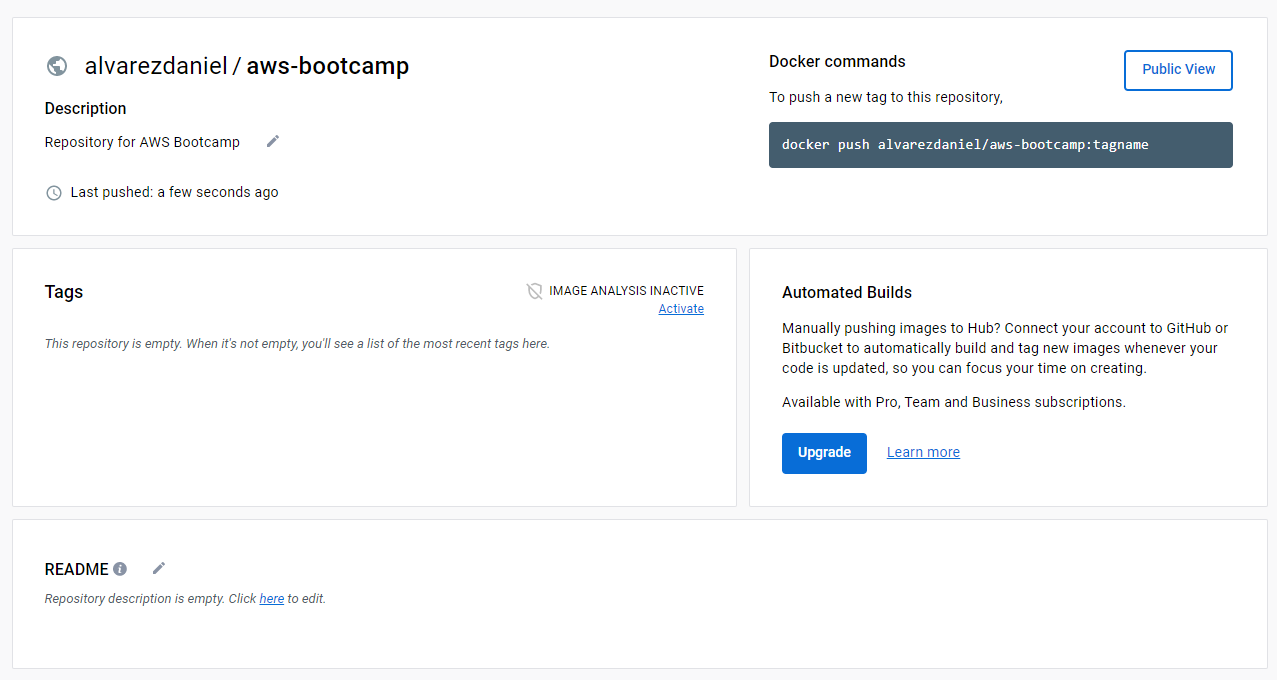 alvarezdaniel / aws-bootcamp
Description
Repository for AWS Bootcamp
Last pushed: a few seconds ago
Docker commands
Public View
To push a new tag to this repository,
docker push alvarezdaniel/aws-bootcamp:tagname
Tags
IMAGE ANALYSIS INACTIVE
Activate
This repository is empty. When it's not empty, you'll see a list of the most recent tags here.
Automated Builds
Manually pushing images to Hub? Connect your account to GitHub or
Bitbucket to automatically build and tag new images whenever your
code is updated, so you can focus your time on creating.
Available with Pro, Team and Business subscriptions.
Upgrade
Learn more
README
Repository description is empty. Click here to edit.